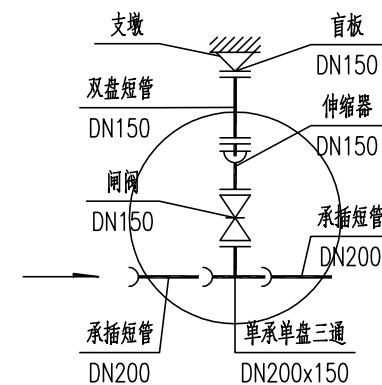 支墩
盲板
DN150
双盘短管
DN150
伸缩器
DN150
闸阀
DN150
承插短管
DN200
承插短管
DN200
单承单盘三通
DN200x150